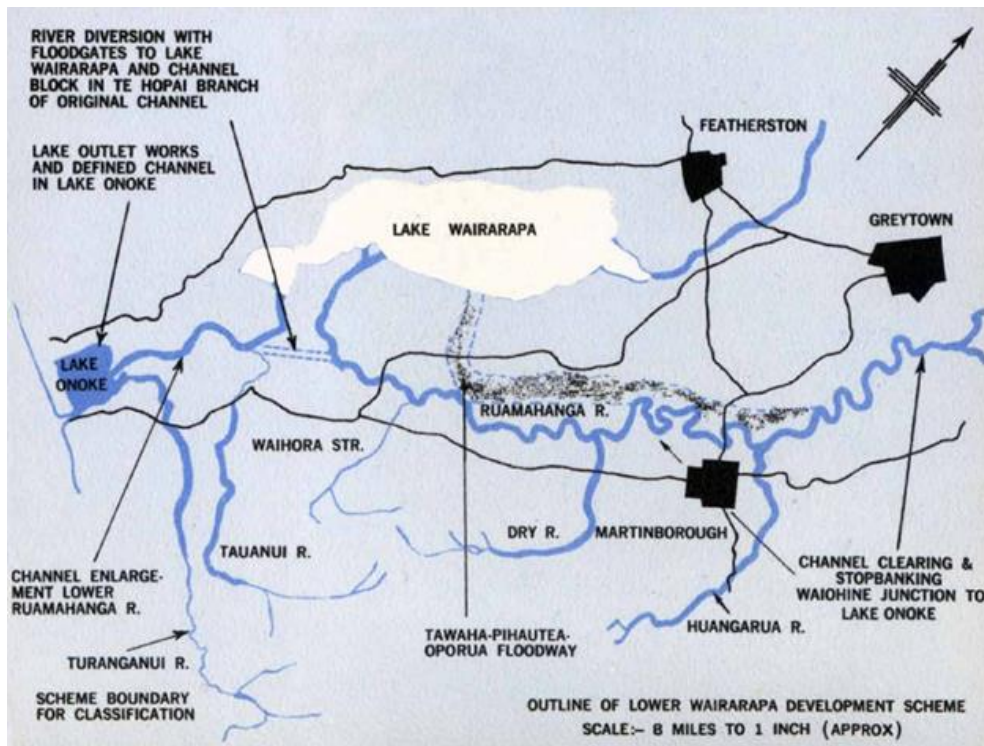 RIVER DIVERSION WITH
FLOODGATES TO LAKE
WAIRARAPA AND CHANNEL
BLOCK IN TE HOPAI BRANCH
OF ORIGINAL CHANNEL
LAKE OUTLET WORKS
AND DEFINED CHANNEL
IN LAKE ONOKE
FEATHERSTON
GREYTOWN
LAKE WAIRARAPA
LAKE
ONOKE
RUAMAHANGA R.
WAIHORA STR.
TAUANUI R.
DRY R.
MARTINBOROUGH
CHANNEL ENLARGE-
MENT LOWER
RUAMAHANGA R.
CHANNEL CLEARING &
STOPBANKING
WAIOHINE JUNCTION TO
LAKE ONOKE
TAWAHA-PIHAUTEA-
OPORUA FLOODWAY
HUANGARUA R.
TURANGANUI R.
SCHEME BOUNDARY
FOR CLASSIFICATION
OUTLINE OF LOWER WAIRARAPA DEVELOPMENT SCHEME
SCALE:- 8 MILES TO 1 INCH (APPROX)